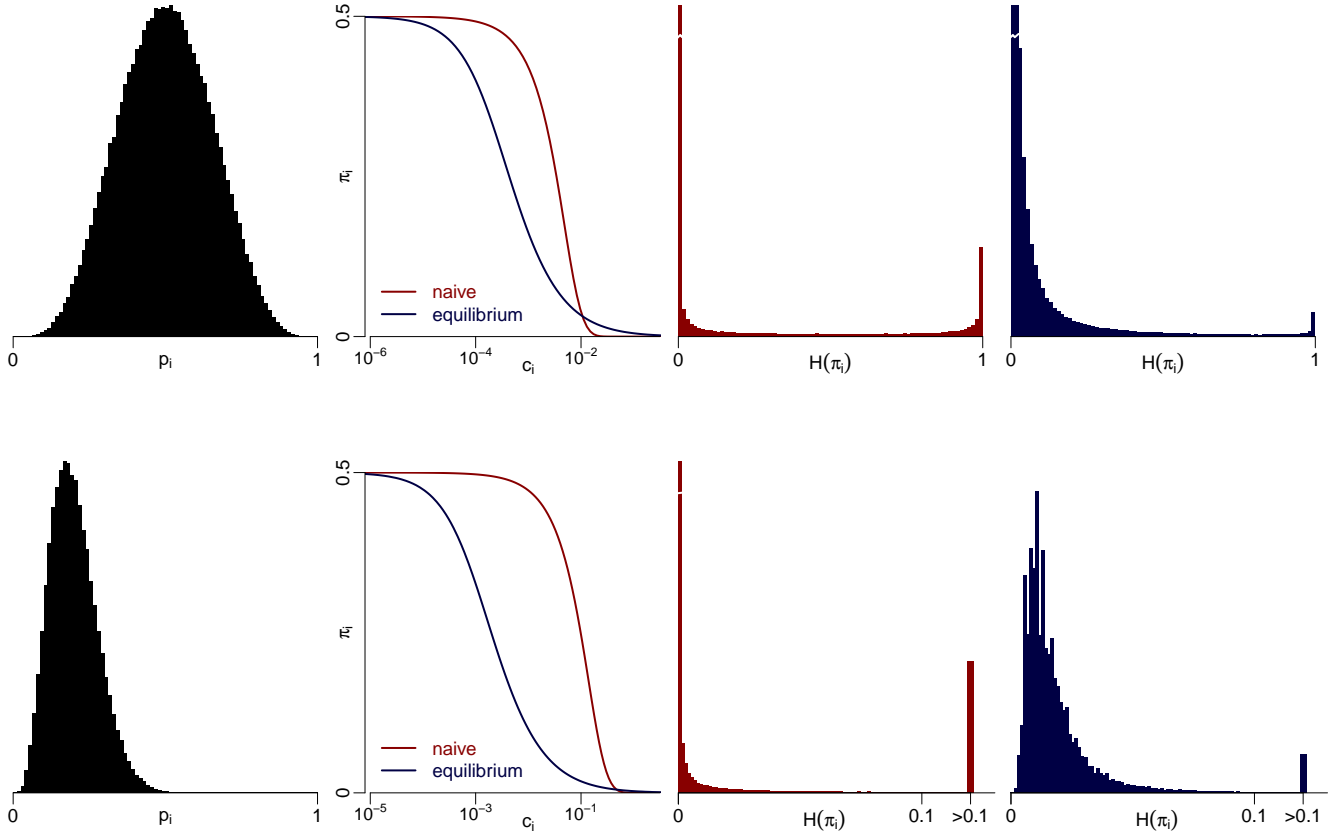 0 1
pᵢ
0.5
πᵢ
0
naive
equilibrium
10⁻⁶ 10⁻⁴ 10⁻²
cᵢ
0 1
H(πᵢ)
0 1
H(πᵢ)
0 1
pᵢ
0.5
πᵢ
0
naive
equilibrium
10⁻⁵ 10⁻³ 10⁻¹
cᵢ
0 0.1 >0.1
H(πᵢ)
0 0.1 >0.1
H(πᵢ)